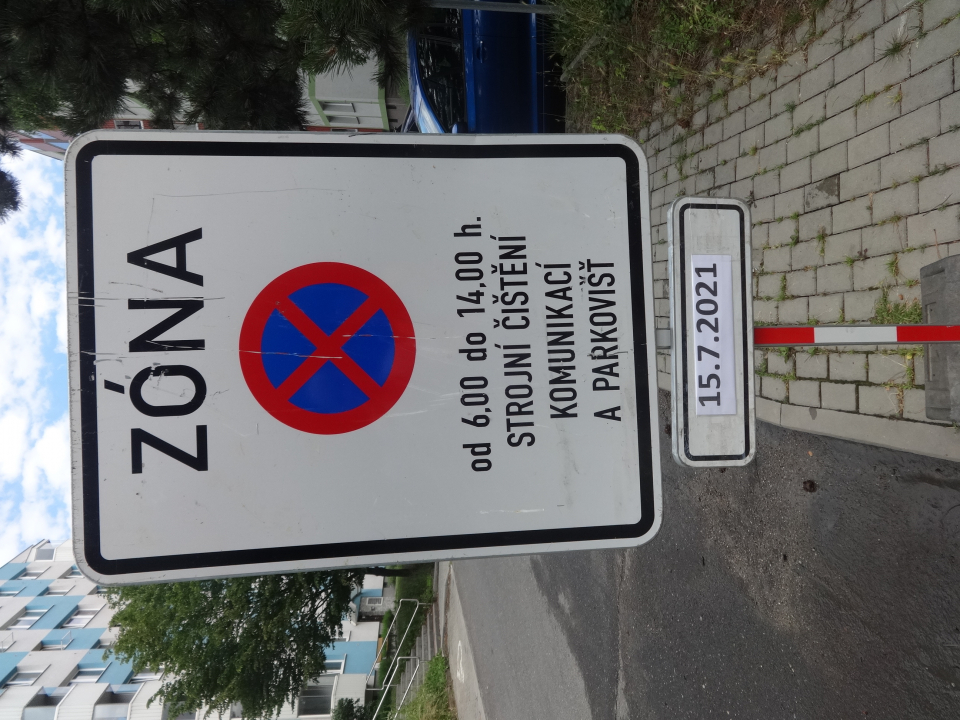 ZÓNA
od 6,00 do 14,00 h.
STROJNÍ ČIŠTĚNÍ
KOMUNIKACÍ
A PARKOVIŠŤ
15.7.2021